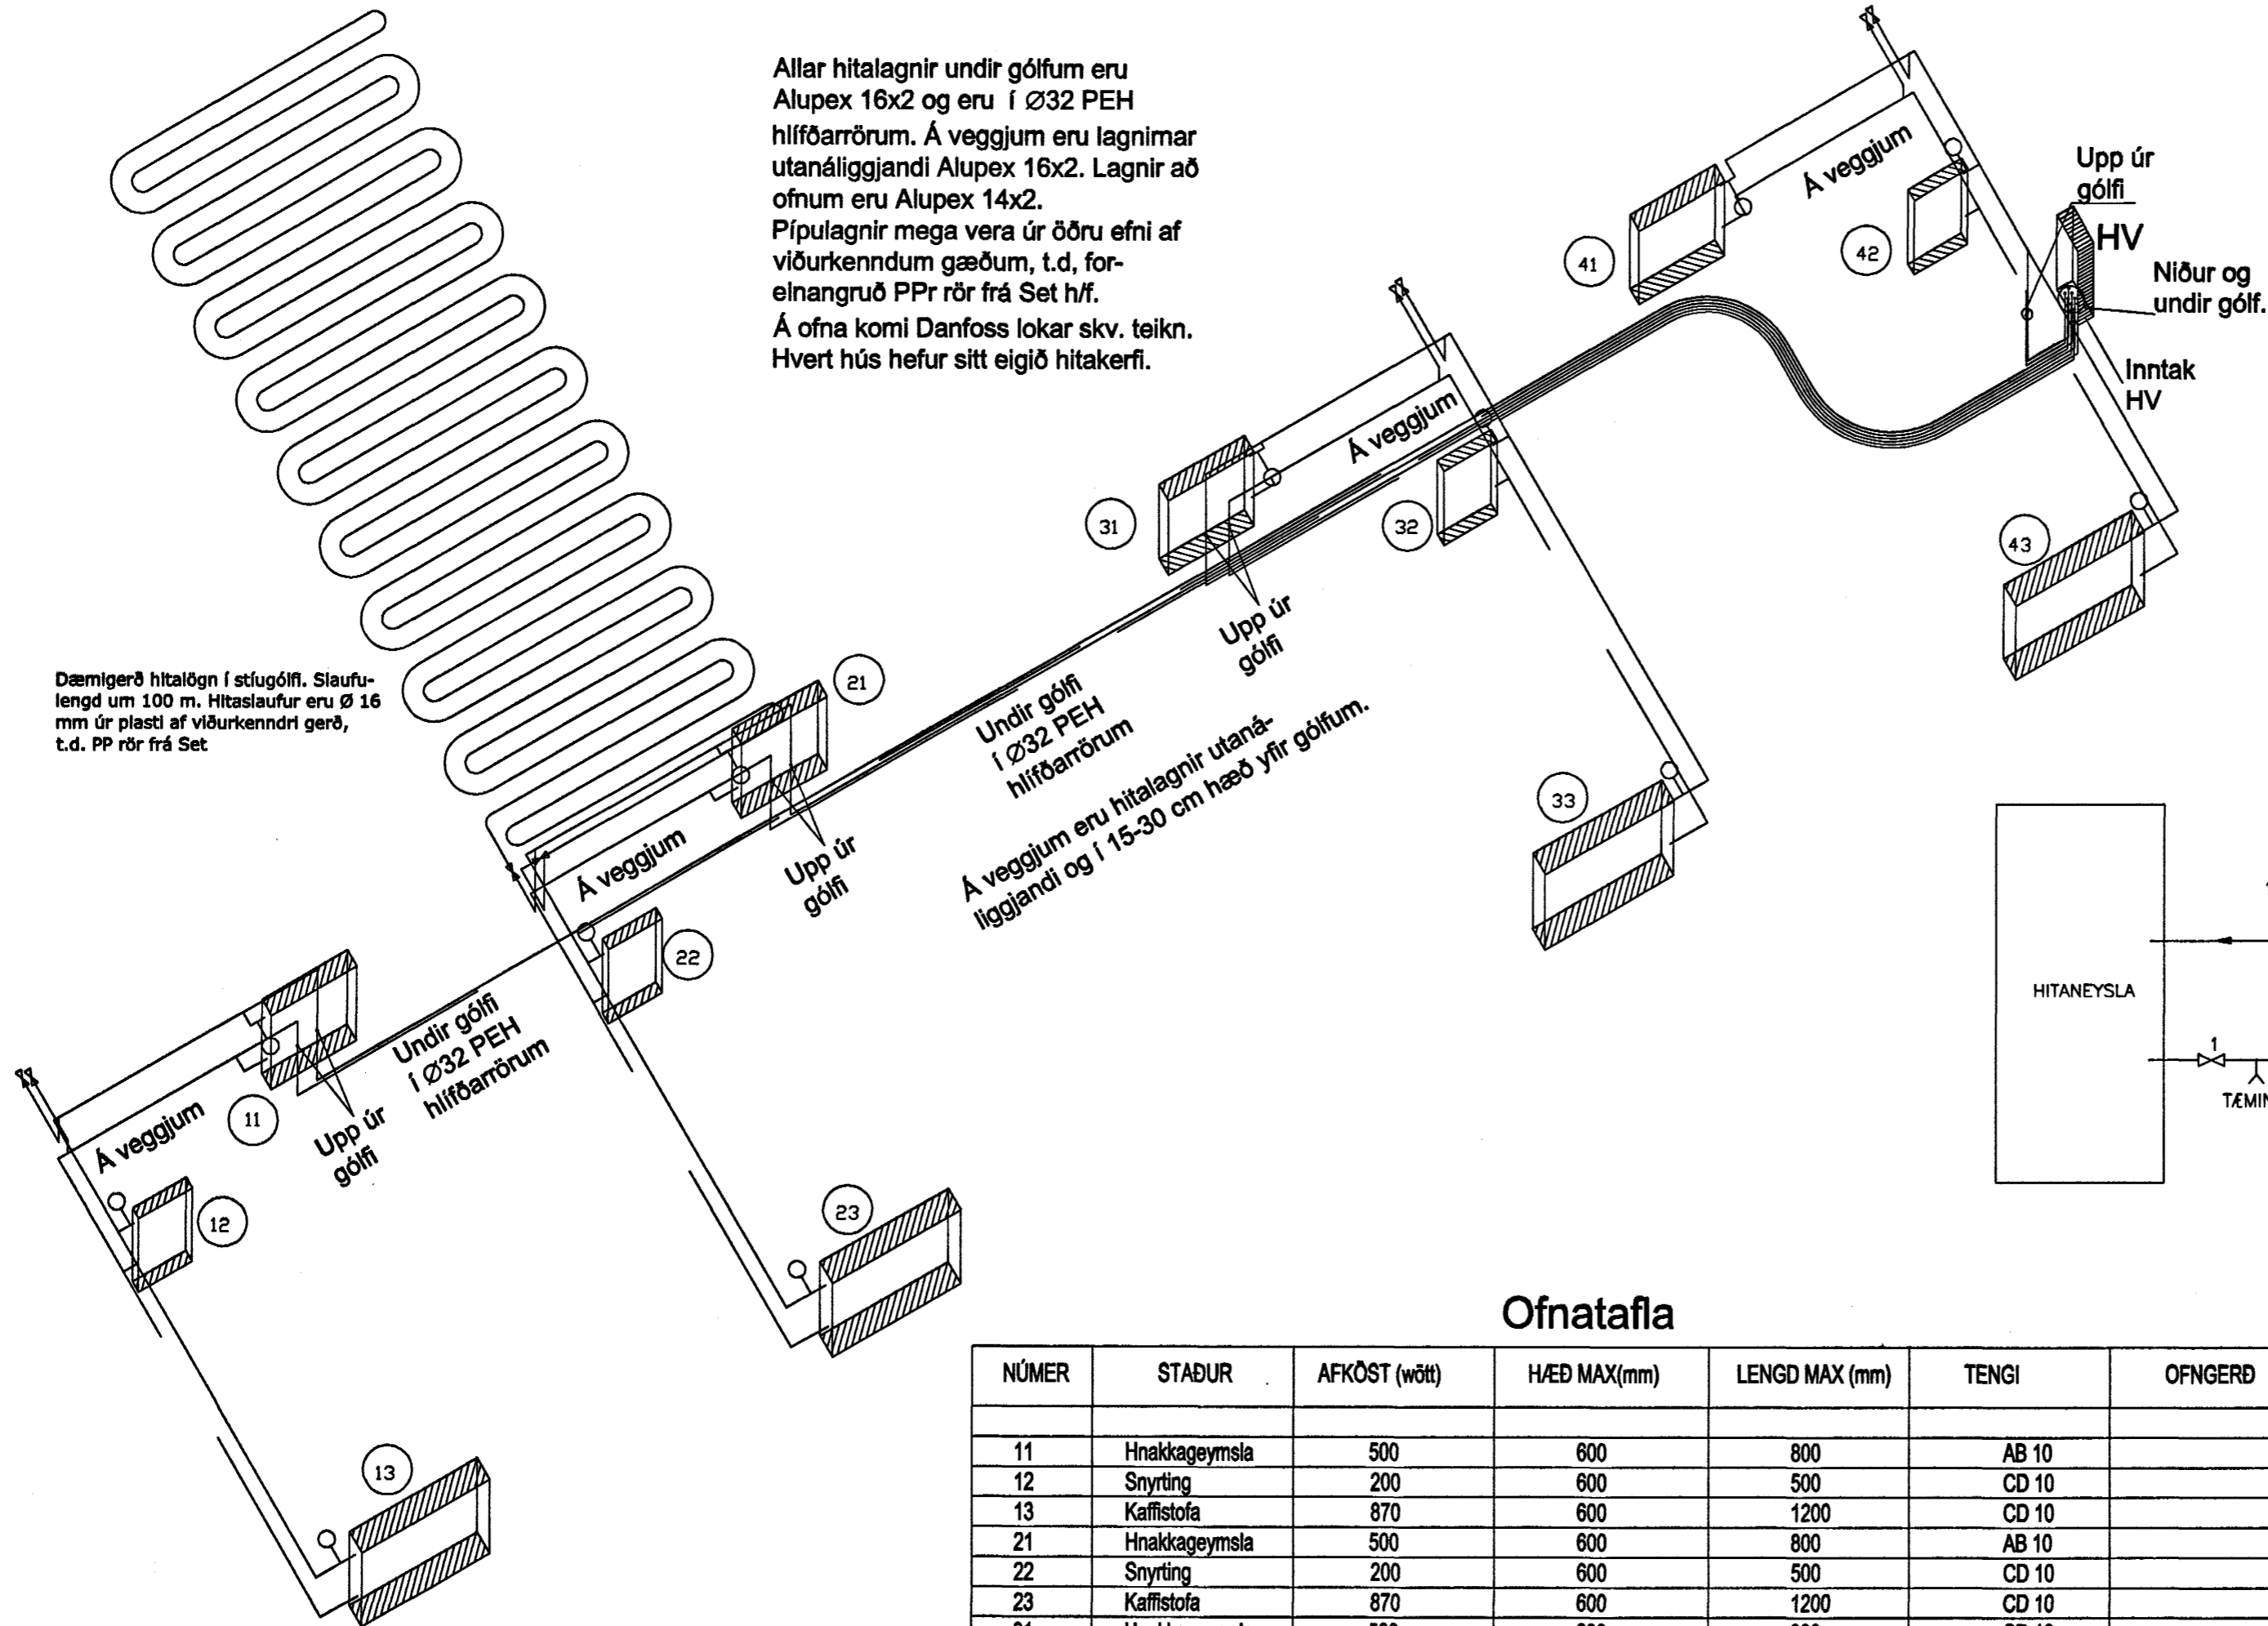 Allar hitalagnir undir gólfum eru
Alupex 16x2 og eru í Ø32 PEH
hlífðarrörum. Á veggjum eru lagnirnar
utanáliggjandi Alupex 16x2. Lagnir að
ofnum eru Alupex 14x2.
Pípulagnir mega vera úr öðru efni af
viðurkenndum gæðum, t.d, for-
einangruð PPr rör frá Set h/f.
Á ofna komi Danfoss lokar skv. teikn.
Hvert hús hefur sitt eigið hitakerfi.
Á veggjum
Upp úr
gólfi
HV
Niður og
undir gólf.
Inntak
HV
41
42
43
Á veggjum
31
32
33
Upp úr
gólfi
Undir gólfi
í Ø32 PEH
hlífðarrörum
Á veggjum eru hitalagnir utaná-
liggjandi og í 15-30 cm hæð yfir gólfum.
Dæmigerð hitalögn í stíugólfi. Slaufu-
lengd um 100 m. Hitaslaufur eru Ø 16
mm úr plasti af viðurkenndri gerð,
t.d. PP rör frá Set
21
22
23
Á veggjum
Upp úr
gólfi
Undir gólfi
í Ø32 PEH
hlífðarrörum
11
12
13
Á veggjum
Upp úr
gólfi
HITANEYSLA
1
TÆMIN
Ofnatafla
NÚMER STAÐUR AFKÖST (wött) HÆÐ MAX(mm) LENGD MAX (mm) TENGI OFNGERÐ
11 Hnakkageymsla 500 600 800 AB 10
12 Snyrting 200 600 500 CD 10
13 Kaffistofa 870 600 1200 CD 10
21 Hnakkageymsla 500 600 800 AB 10
22 Snyrting 200 600 500 CD 10
23 Kaffistofa 870 600 1200 CD 10